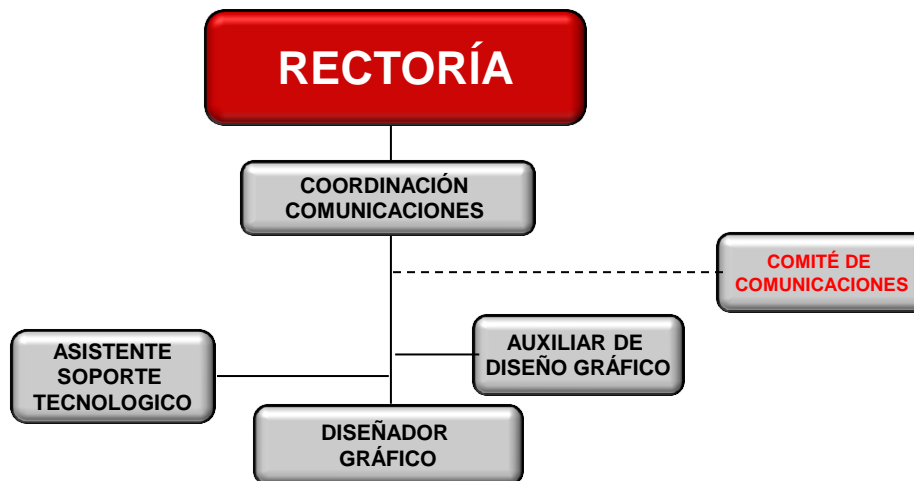 RECTORÍA
COORDINACIÓN
COMUNICACIONES
COMITÉ DE
COMUNICACIONES
ASISTENTE
SOPORTE
TECNOLOGICO
AUXILIAR DE
DISEÑO GRÁFICO
DISEÑADOR
GRÁFICO